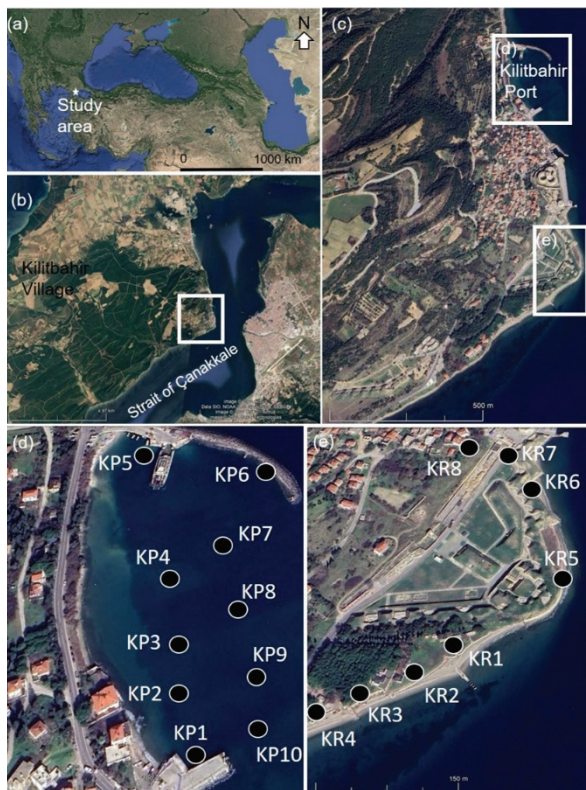 (a)
N
Study
area
0
1000 km
(b)
Kilitbahir
Village
Strait of Çanakkale
(c)
(d)
Kilitbahir
Port
(e)
500 m
(d)
KP5
KP6
KP7
KP4
KP8
KP3
KP9
KP2
KP1
KP10
(e)
KR8
KR7
KR6
KR5
KR1
KR2
KR3
KR4
150 m